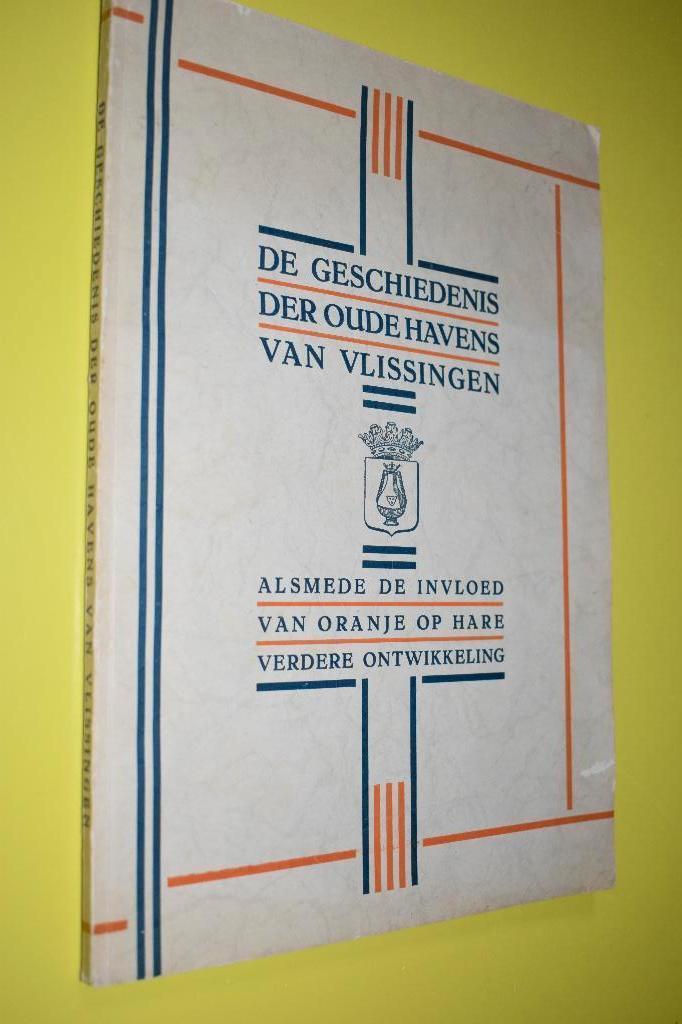 DE GESCHIEDENIS DER OUDE HAVENS VAN VLISSINGEN
DE GESCHIEDENIS
DER OUDE HAVENS
VAN VLISSINGEN
ALSMEDE DE INVLOED
VAN ORANJE OP HARE
VERDERE ONTWIKKELING